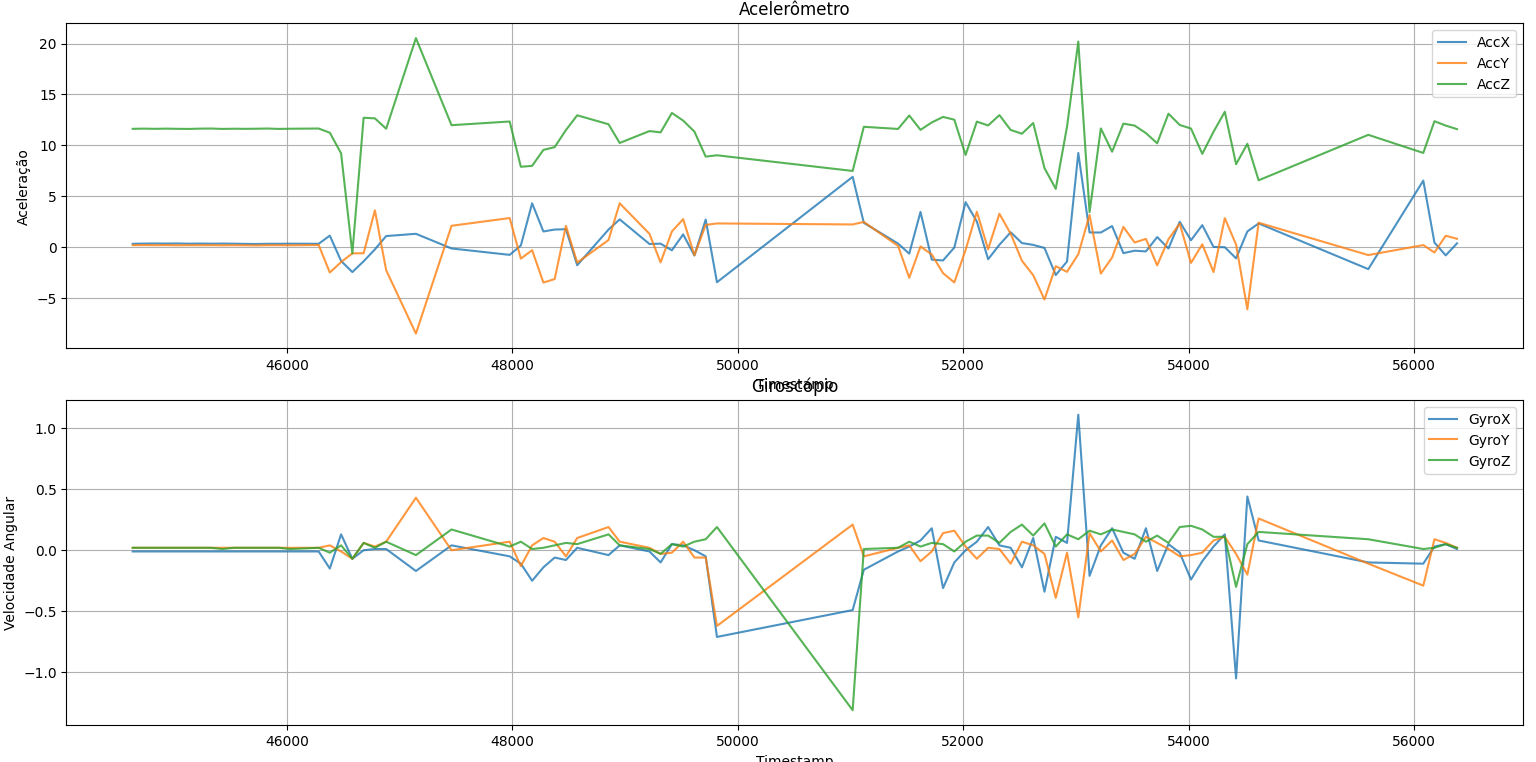 Acelerômetro
20
15
10
5
0
−5
Aceleração
AccX
AccY
AccZ
46000
48000
50000
52000
54000
56000
Timestamp
Giroscópio
1.0
0.5
0.0
−0.5
−1.0
Velocidade Angular
GyroX
GyroY
GyroZ
46000
48000
50000
52000
54000
56000
Timestamp